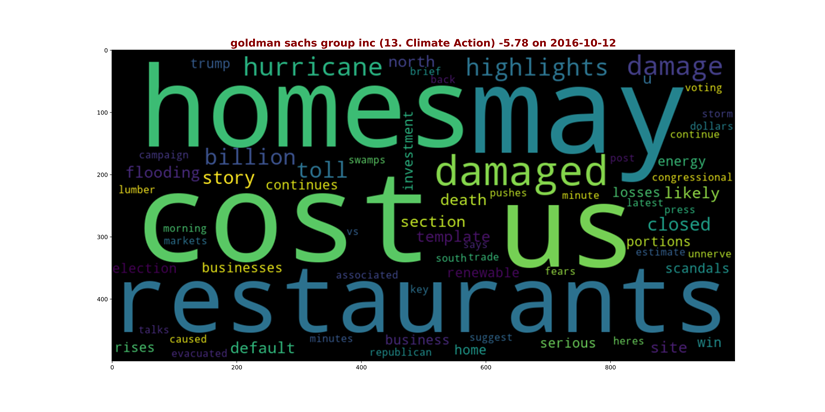 goldman sachs group inc (13. Climate Action) -5.78 on 2016-10-12
0
100
200
300
400
0 200 400 600 800
trump hurricane north highlights damage
brief back u voting
homes may
storm
dollars
investment
continue
campaign billion swamps post energy
flooding story toll damaged congressional
lumber continues pushes minute losses likely
cost us
death latest press
section closed
morning template portions
markets vs says estimate unnerve
south trade
election businesses associated renewable fears scandals
restaurants
key
talks
rises caused minutes business suggest serious heres win
evacuated default republican home site